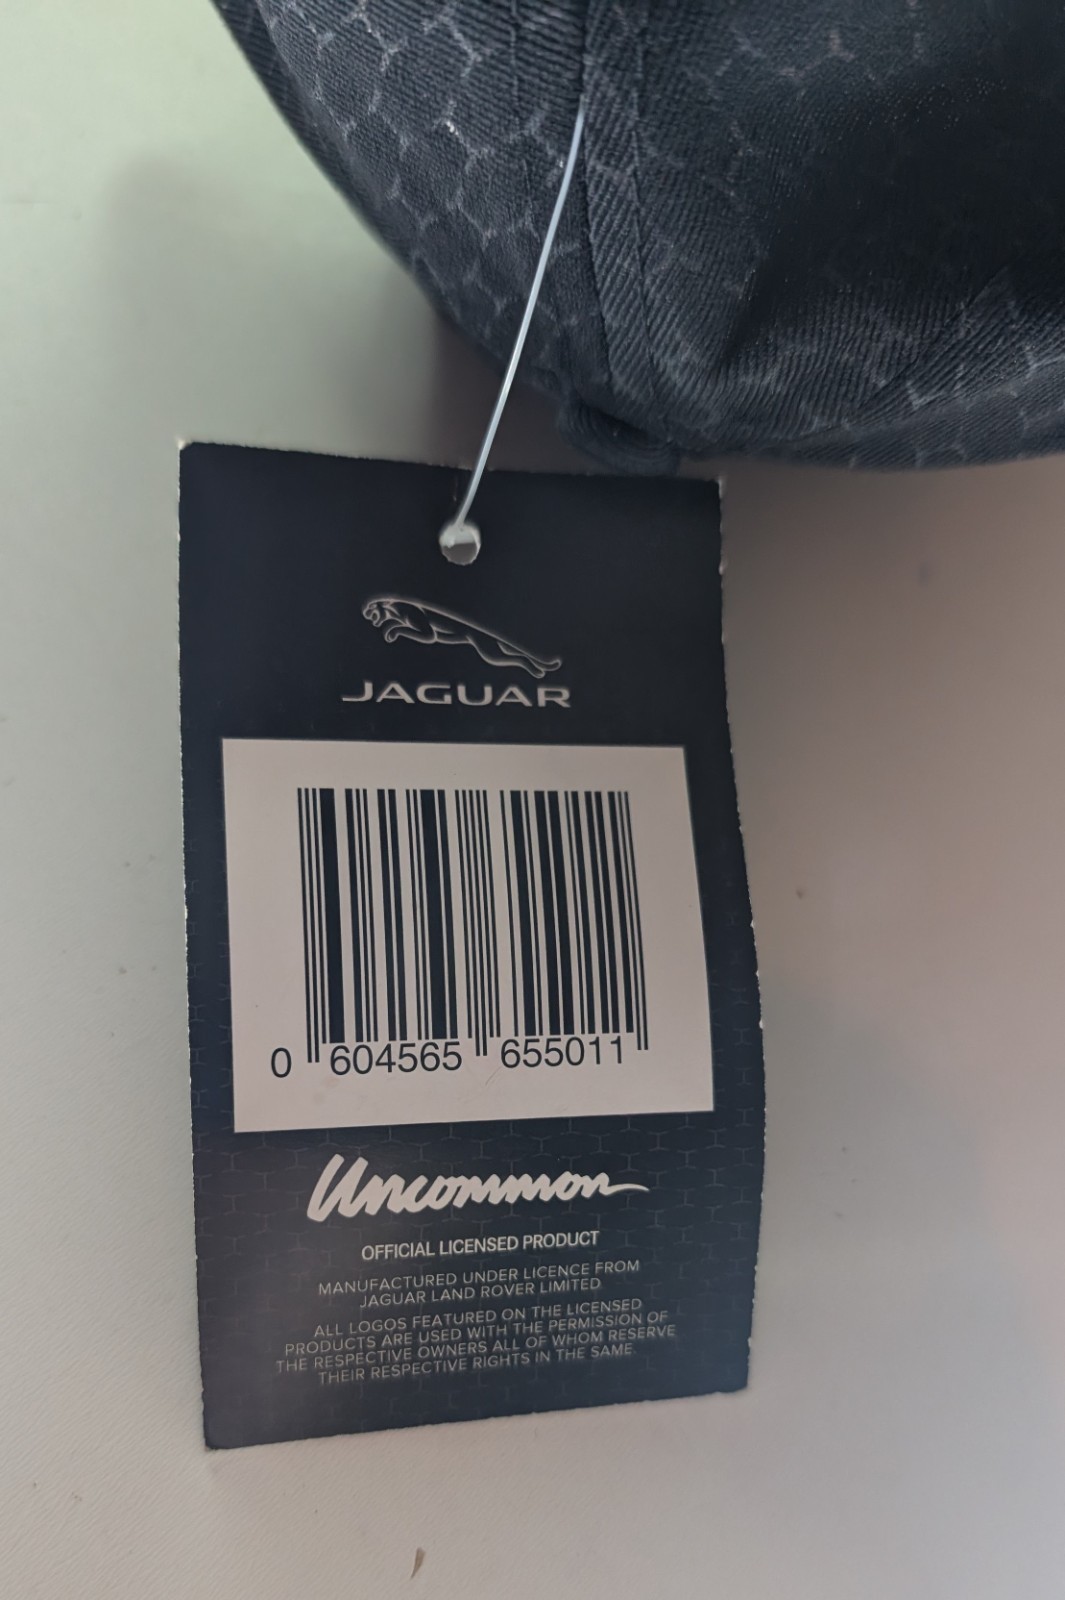 JAGUAR
0 604565 655011
Uncommon
OFFICIAL LICENSED PRODUCT
MANUFACTURED UNDER LICENCE FROM
JAGUAR LAND ROVER LIMITED
ALL LOGOS FEATURED ON THE LICENSED
PRODUCTS ARE USED WITH THE PERMISSION OF
THE RESPECTIVE OWNERS ALL OF WHOM RESERVE
THEIR RESPECTIVE RIGHTS IN THE SAME.